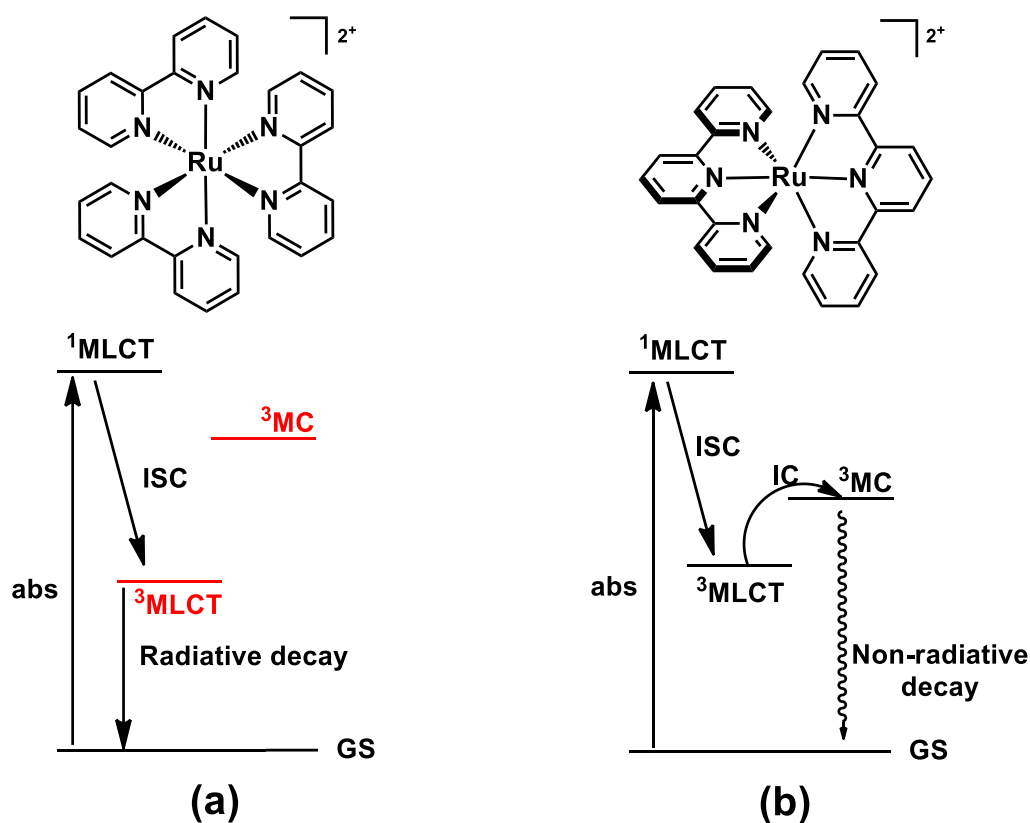 2+
N
N
N
Ru
N
N
N
2+
N
N
N
Ru
N
N
N
¹MLCT
³MC
ISC
abs
³MLCT
Radiative decay
GS
(a)
¹MLCT
ISC
IC
³MC
abs
³MLCT
Non-radiative
decay
GS
(b)